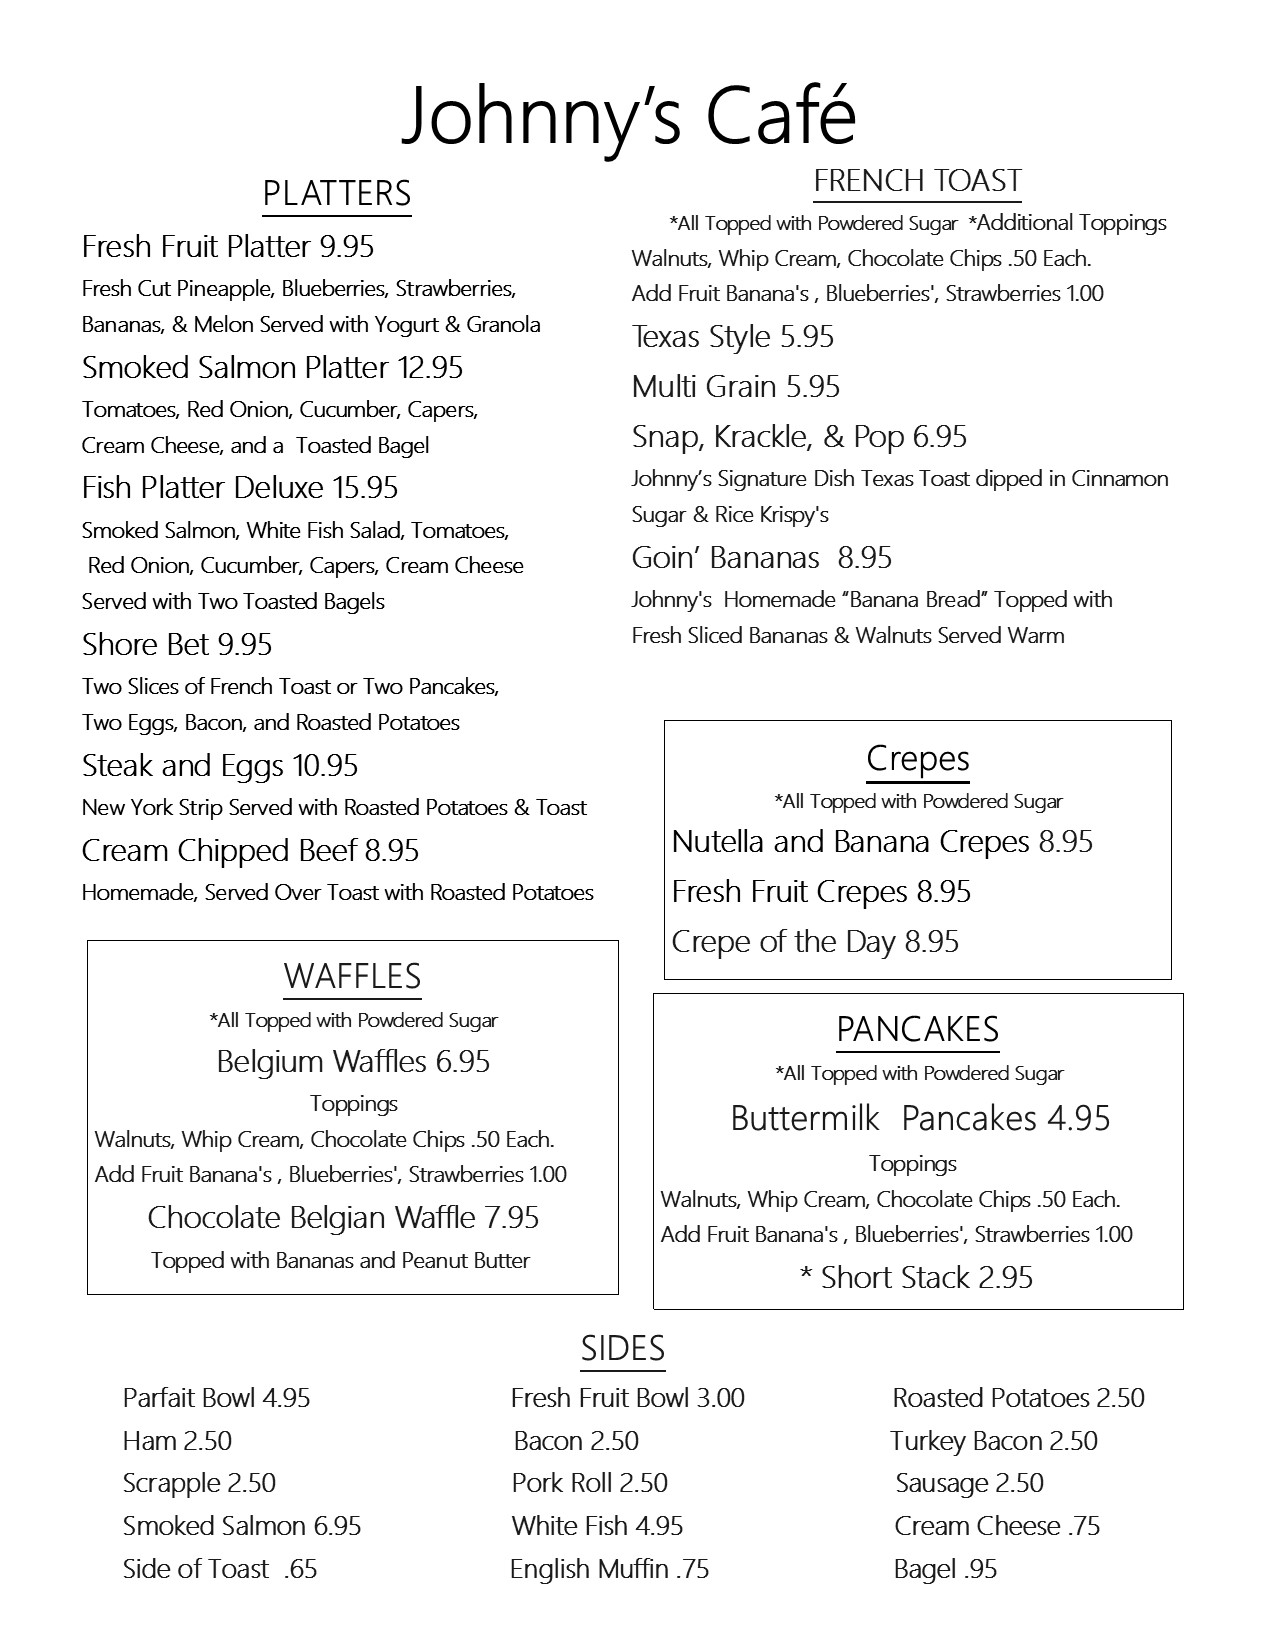 Johnny’s Café
PLATTERS
Fresh Fruit Platter 9.95
Fresh Cut Pineapple, Blueberries, Strawberries,
Bananas, & Melon Served with Yogurt & Granola
Smoked Salmon Platter 12.95
Tomatoes, Red Onion, Cucumber, Capers,
Cream Cheese, and a  Toasted Bagel
Fish Platter Deluxe 15.95
Smoked Salmon, White Fish Salad, Tomatoes,
Red Onion, Cucumber, Capers, Cream Cheese
Served with Two Toasted Bagels
Shore Bet 9.95
Two Slices of French Toast or Two Pancakes,
Two Eggs, Bacon, and Roasted Potatoes
Steak and Eggs 10.95
New York Strip Served with Roasted Potatoes & Toast
Cream Chipped Beef 8.95
Homemade, Served Over Toast with Roasted Potatoes
WAFFLES
*All Topped with Powdered Sugar
Belgium Waffles 6.95
Toppings
Walnuts, Whip Cream, Chocolate Chips .50 Each.
Add Fruit Banana's , Blueberries', Strawberries 1.00
Chocolate Belgian Waffle 7.95
Topped with Bananas and Peanut Butter
FRENCH TOAST
*All Topped with Powdered Sugar  *Additional Toppings
Walnuts, Whip Cream, Chocolate Chips .50 Each.
Add Fruit Banana's , Blueberries', Strawberries 1.00
Texas Style 5.95
Multi Grain 5.95
Snap, Krackle, & Pop 6.95
Johnny’s Signature Dish Texas Toast dipped in Cinnamon
Sugar & Rice Krispy's
Goin’ Bananas  8.95
Johnny's  Homemade “Banana Bread” Topped with
Fresh Sliced Bananas & Walnuts Served Warm
Crepes
*All Topped with Powdered Sugar
Nutella and Banana Crepes 8.95
Fresh Fruit Crepes 8.95
Crepe of the Day 8.95
PANCAKES
*All Topped with Powdered Sugar
Buttermilk  Pancakes 4.95
Toppings
Walnuts, Whip Cream, Chocolate Chips .50 Each.
Add Fruit Banana's , Blueberries', Strawberries 1.00
* Short Stack 2.95
SIDES
Parfait Bowl 4.95 Fresh Fruit Bowl 3.00 Roasted Potatoes 2.50
Ham 2.50 Bacon 2.50 Turkey Bacon 2.50
Scrapple 2.50 Pork Roll 2.50 Sausage 2.50
Smoked Salmon 6.95 White Fish 4.95 Cream Cheese .75
Side of Toast  .65 English Muffin .75 Bagel .95